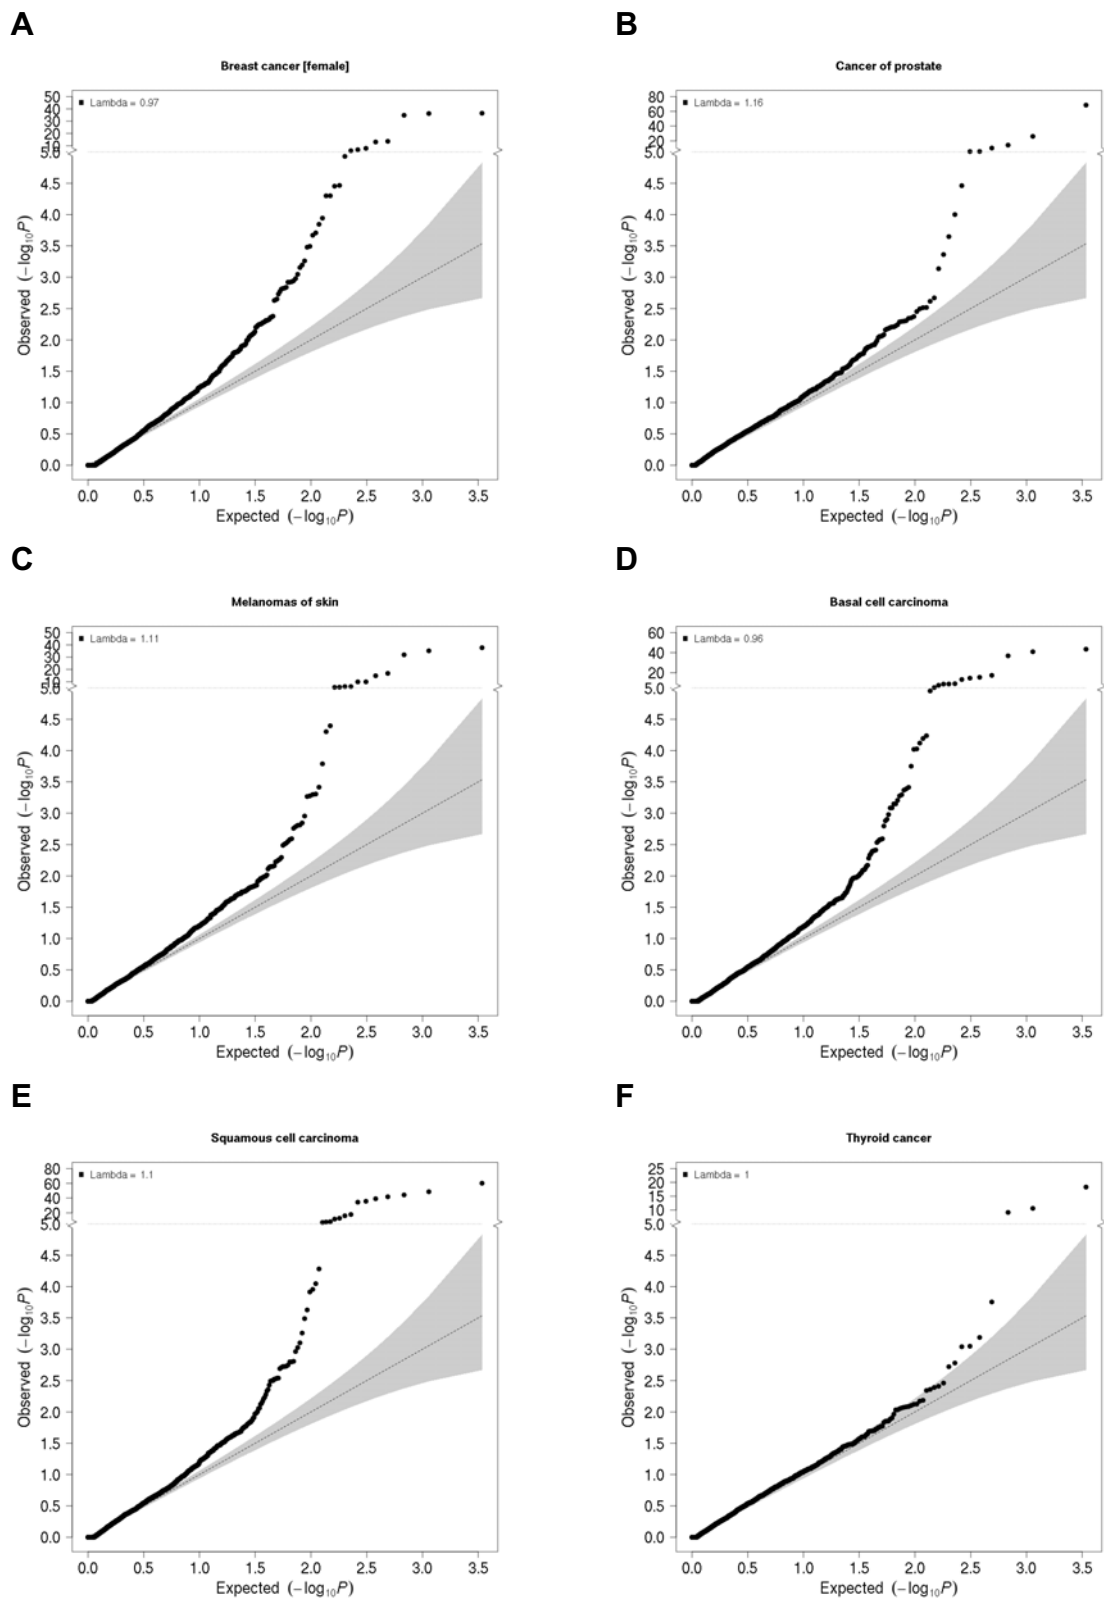 A
Breast cancer [female]
Lambda = 0.97
50
40
30
20
10
5.0
4.5
4.0
3.5
3.0
2.5
2.0
1.5
1.0
0.5
0.0
Observed (−log10P)
0.0 0.5 1.0 1.5 2.0 2.5 3.0 3.5
Expected (−log10P)
B
Cancer of prostate
Lambda = 1.16
80
60
40
20
5.0
4.5
4.0
3.5
3.0
2.5
2.0
1.5
1.0
0.5
0.0
Observed (−log10P)
0.0 0.5 1.0 1.5 2.0 2.5 3.0 3.5
Expected (−log10P)
C
Melanomas of skin
Lambda = 1.11
50
40
30
20
10
5.0
4.5
4.0
3.5
3.0
2.5
2.0
1.5
1.0
0.5
0.0
Observed (−log10P)
0.0 0.5 1.0 1.5 2.0 2.5 3.0 3.5
Expected (−log10P)
D
Basal cell carcinoma
Lambda = 0.96
60
40
20
5.0
4.5
4.0
3.5
3.0
2.5
2.0
1.5
1.0
0.5
0.0
Observed (−log10P)
0.0 0.5 1.0 1.5 2.0 2.5 3.0 3.5
Expected (−log10P)
E
Squamous cell carcinoma
Lambda = 1.1
80
60
40
20
5.0
4.5
4.0
3.5
3.0
2.5
2.0
1.5
1.0
0.5
0.0
Observed (−log10P)
0.0 0.5 1.0 1.5 2.0 2.5 3.0 3.5
Expected (−log10P)
F
Thyroid cancer
Lambda = 1
25
20
15
10
5.0
4.5
4.0
3.5
3.0
2.5
2.0
1.5
1.0
0.5
0.0
Observed (−log10P)
0.0 0.5 1.0 1.5 2.0 2.5 3.0 3.5
Expected (−log10P)